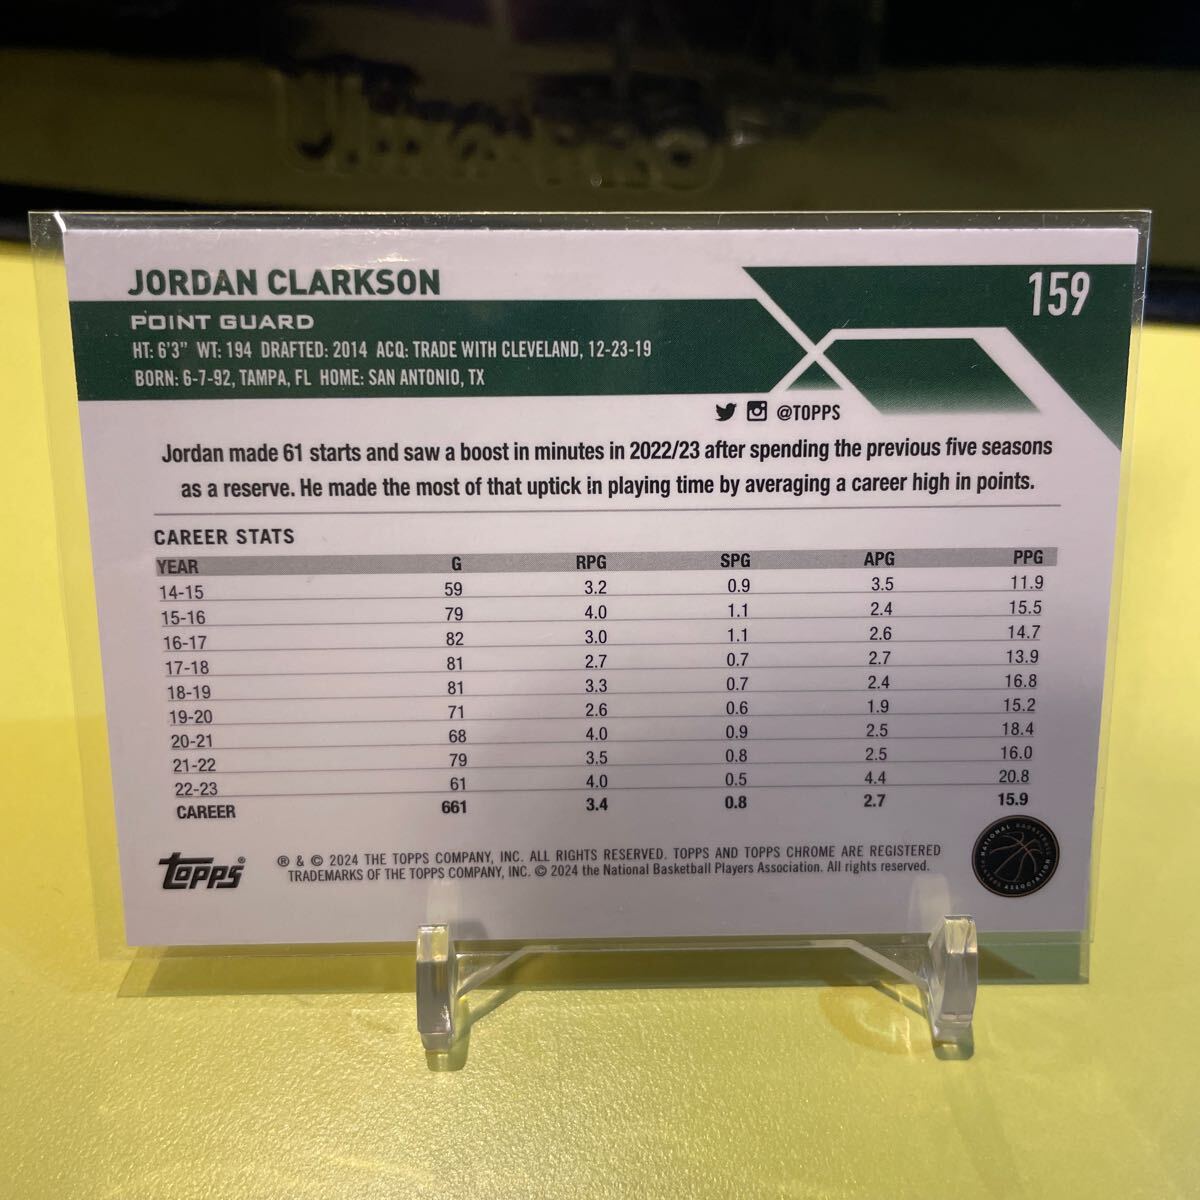 JORDAN CLARKSON
159
POINT GUARD
HT: 6'3" WT: 194 DRAFTED: 2014 ACQ: TRADE WITH CLEVELAND, 12-23-19
BORN: 6-7-92, TAMPA, FL HOME: SAN ANTONIO, TX
@TOPPS
Jordan made 61 starts and saw a boost in minutes in 2022/23 after spending the previous five seasons
as a reserve. He made the most of that uptick in playing time by averaging a career high in points.
CAREER STATS
YEAR G RPG SPG APG PPG
14-15 59 3.2 0.9 3.5 11.9
15-16 79 4.0 1.1 2.4 15.5
16-17 82 3.0 1.1 2.6 14.7
17-18 81 2.7 0.7 2.7 13.9
18-19 81 3.3 0.7 2.4 16.8
19-20 71 2.6 0.6 1.9 15.2
20-21 68 4.0 0.9 2.5 18.4
21-22 79 3.5 0.8 2.5 16.0
22-23 61 4.0 0.5 4.4 20.8
CAREER 661 3.4 0.8 2.7 15.9
TOPPS®
® & © 2024 THE TOPPS COMPANY, INC. ALL RIGHTS RESERVED. TOPPS AND TOPPS CHROME ARE REGISTERED
TRADEMARKS OF THE TOPPS COMPANY, INC. © 2024 the National Basketball Players Association. All rights reserved.
NATIONAL BASKETBALL
PLAYERS ASSOCIATION